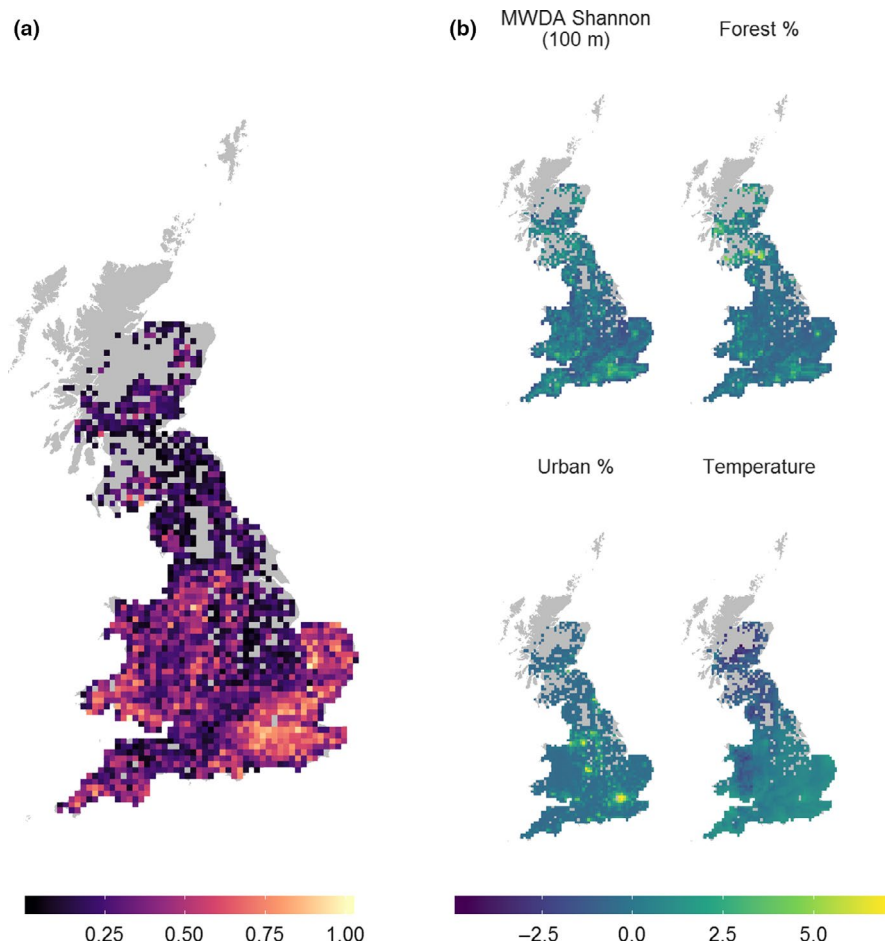 (a)
(b)
MWDA Shannon
(100 m)
Forest %
Urban %
Temperature
0.25 0.50 0.75 1.00
−2.5 0.0 2.5 5.0